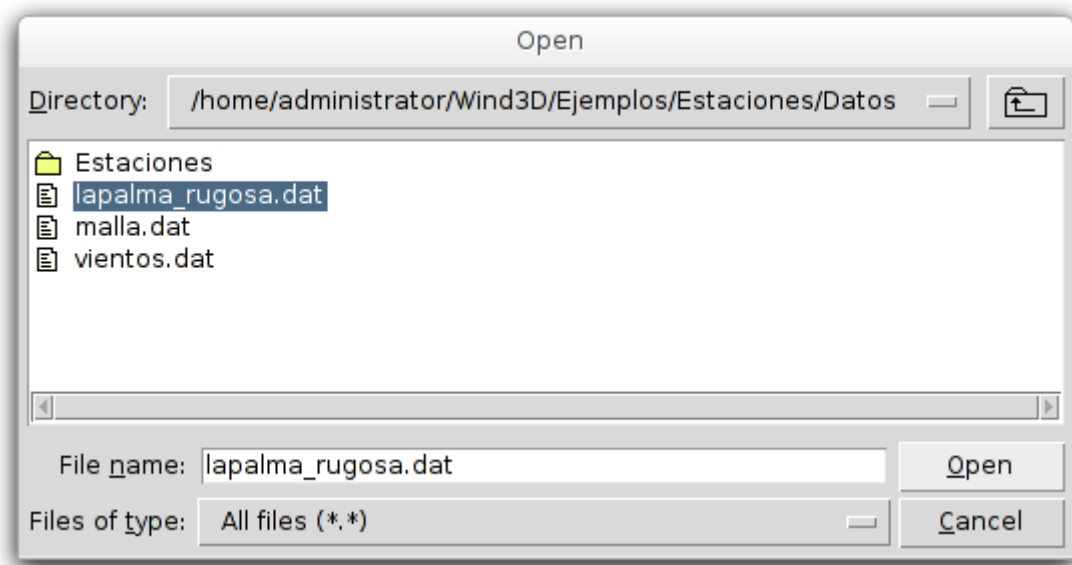 Open
Directory: /home/administrator/Wind3D/Ejemplos/Estaciones/Datos
Estaciones
lapalma_rugosa.dat
malla.dat
vientos.dat
File name: lapalma_rugosa.dat Open
Files of type: All files (*.*) Cancel